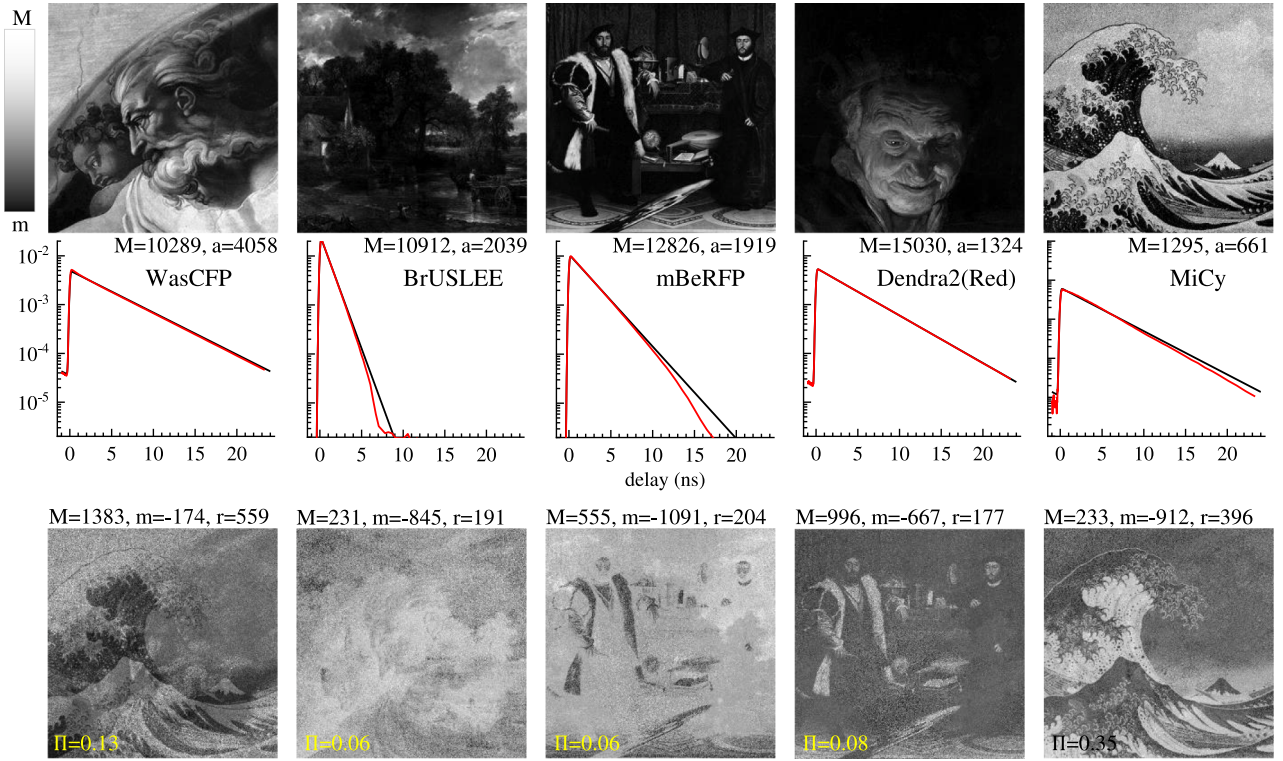 M
m
M=10289, a=4058
M=10912, a=2039
M=12826, a=1919
M=15030, a=1324
M=1295, a=661
WasCFP
BrUSLEE
mBeRFP
Dendra2(Red)
MiCy
10⁻²
10⁻³
10⁻⁴
10⁻⁵
0 5 10 15 20
0 5 10 15 20
0 5 10 15 20
0 5 10 15 20
0 5 10 15 20
delay (ns)
M=1383, m=-174, r=559
M=231, m=-845, r=191
M=555, m=-1091, r=204
M=996, m=-667, r=177
M=233, m=-912, r=396
Π=0.13
Π=0.06
Π=0.06
Π=0.08
Π=0.35